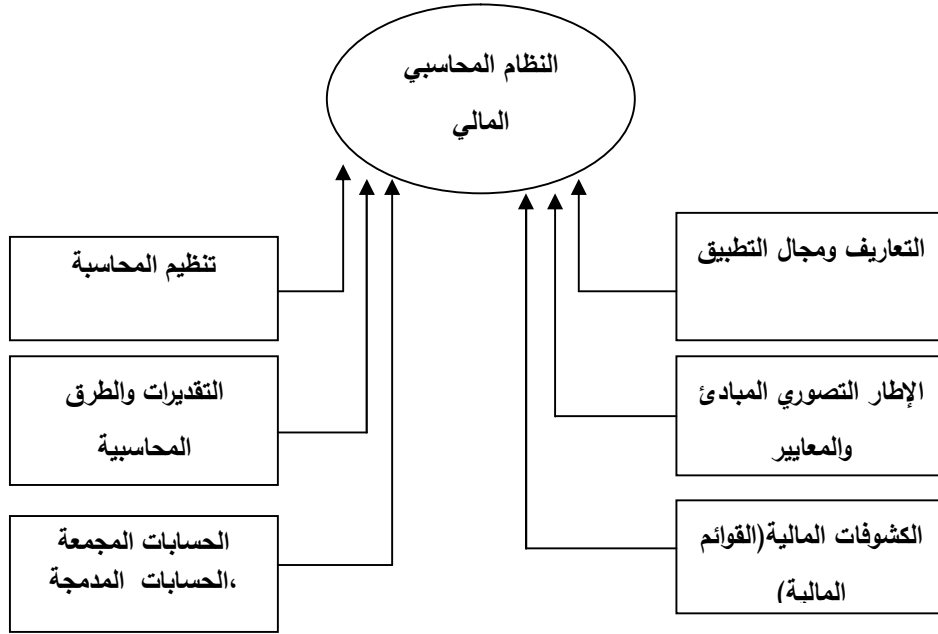 النظام المحاسبي
المالي
التعاريف ومجال التطبيق
تنظيم المحاسبة
الإطار التصوري المبادئ
والمعايير
التقديرات والطرق
المحاسبية
الكشوفات المالية(القوائم
المالية)
الحسابات المجمعة
،الحسابات المدمجة